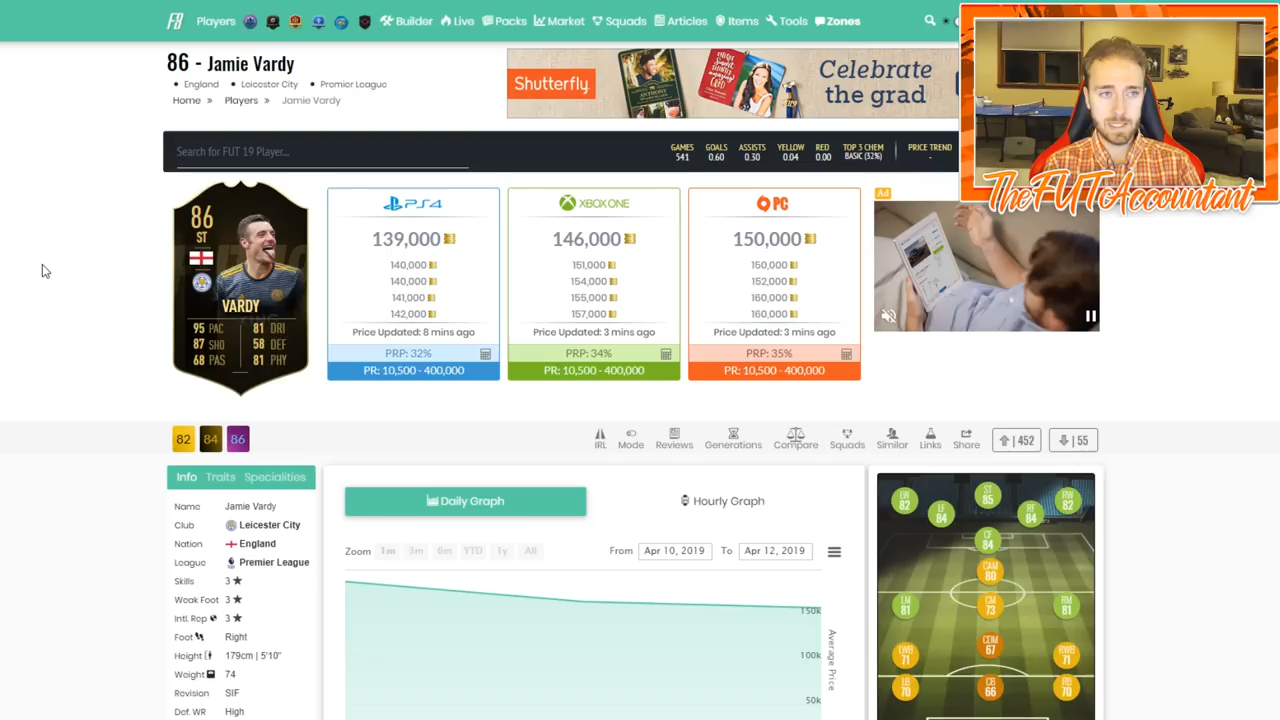 FB Players Builder Live Packs Market Squads Articles Items Tools Zones
86 - Jamie Vardy
England Leicester City Premier League
Home » Players » Jamie Vardy
Shutterfly
Celebrate
the grad
Search for FUT 19 Player...
GAMES GOALS ASSISTS YELLOW RED TOP 3 CHEM PRICE TREND
541 0.60 0.30 0.04 0.00 BASIC (32%) -
TheFUTAccountant
86
ST
VARDY
95 PAC 81 DRI
87 SHO 58 DEF
68 PAS 81 PHY
PS4
139,000
140,000
140,000
141,000
142,000
Price Updated: 8 mins ago
PRP: 32%
PR: 10,500 - 400,000
XBOX ONE
146,000
151,000
154,000
155,000
157,000
Price Updated: 3 mins ago
PRP: 34%
PR: 10,500 - 400,000
PC
150,000
150,000
152,000
160,000
160,000
Price Updated: 3 mins ago
PRP: 35%
PR: 10,500 - 400,000
Ad
82 84 86
IRL Mode Reviews Generations Compare Squads Similar Links Share | 452 | 55
Info Traits Specialities
Name Jamie Vardy
Club Leicester City
Nation England
League Premier League
Skills 3 ★
Weak Foot 3 ★
Intl. Rep 3 ★
Foot Right
Height 179cm | 5'10"
Weight 74
Revision SIF
Def. WR High
Daily Graph Hourly Graph
Zoom 1m 3m 6m YTD 1y All From Apr 10, 2019 To Apr 12, 2019
150k
100k
50k
Average Price
LW
82
ST
85
RW
82
LF
84
RF
84
CF
84
CAM
80
LM
81
CM
73
RM
81
CDM
67
LWB
71
RWB
71
LB
70
CB
66
RB
70